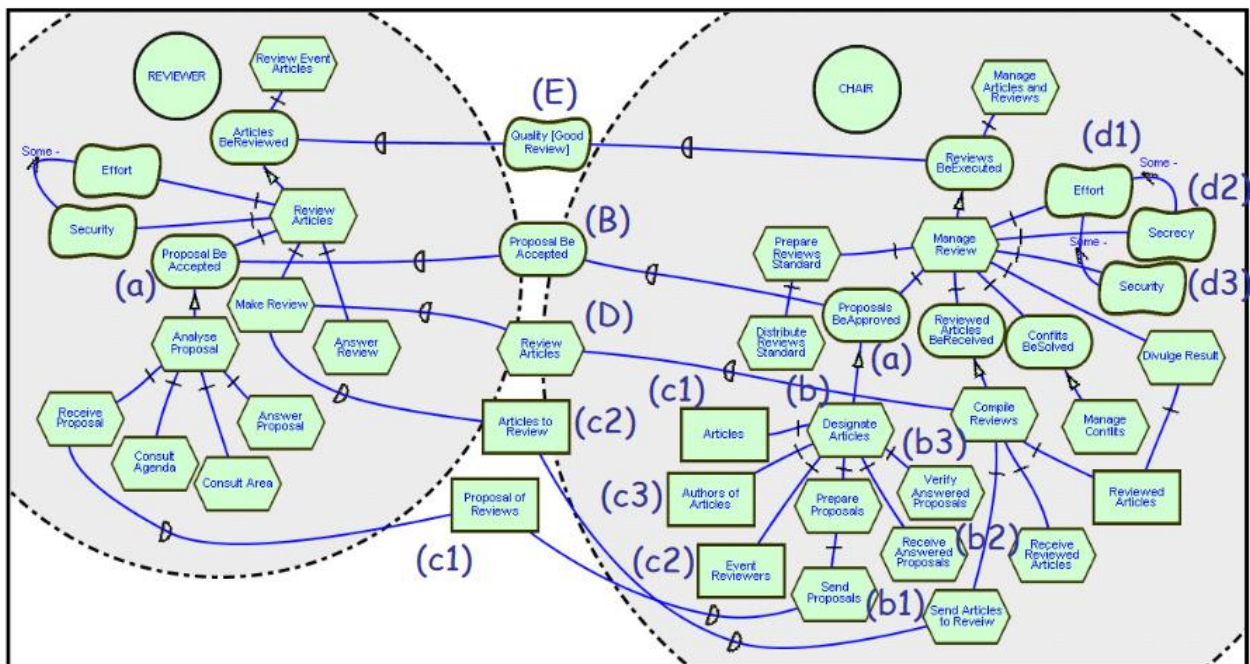 REVIEWER
Review Event
Articles
Articles
BeReviewed
Some -
Effort
Security
Review
Articles
Proposal Be
Accepted
(a)
Make Review
Answer
Review
Analyse
Proposal
Receive
Proposal
Consult
Agenda
Consult Area
Answer
Proposal
(E)
Quality [Good
Review]
(B)
Proposal Be
Accepted
(D)
Review
Articles
Articles to
Review
(c2)
Proposal of
Reviews
(c1)
CHAIR
Manage
Articles and
Reviews
Reviews
BeExecuted
(d1)
Some -
Effort
(d2)
Secrecy
Some -
Security
(d3)
Prepare
Reviews
Standard
Manage
Review
Distribute
Reviews
Standard
Proposals
BeApproved
(a)
Reviewed
Articles
BeReceived
Conflits
BeSolved
Divulge Result
(c1)
(b)
Articles
Designate
Articles
(b3)
Compile
Reviews
Manage
Conflits
(c3)
Authors of
Articles
Prepare
Proposals
Verify
Answered
Proposals
Reviewed
Articles
(c2)
Event
Reviewers
Receive
Answered
Proposals
(b2)
Receive
Reviewed
Articles
Send
Proposals
(b1)
Send Articles
to Reveiw